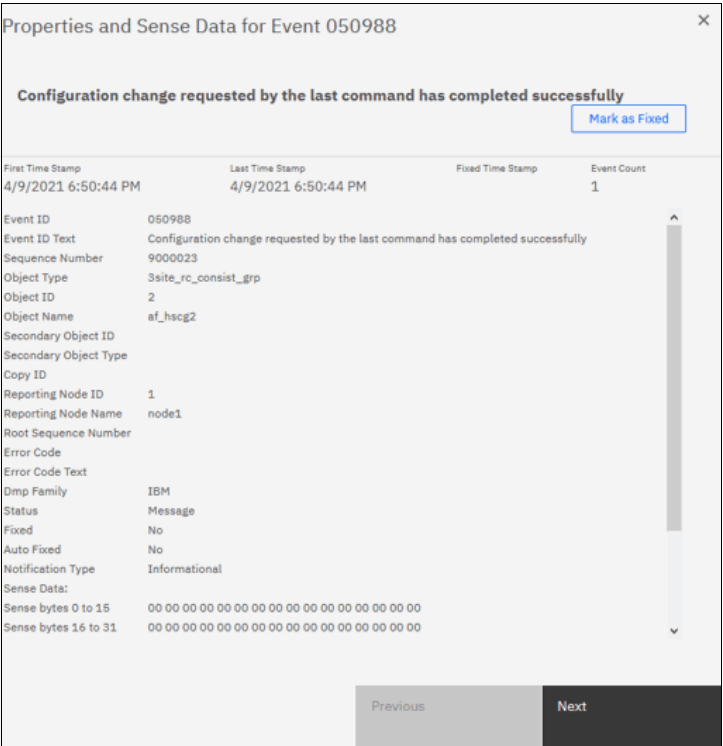 Properties and Sense Data for Event 050988
Configuration change requested by the last command has completed successfully
Mark as Fixed
First Time Stamp Last Time Stamp Fixed Time Stamp Event Count
4/9/2021 6:50:44 PM 4/9/2021 6:50:44 PM 1
Event ID 050988
Event ID Text Configuration change requested by the last command has completed successfully
Sequence Number 9000023
Object Type 3site_rc_consist_grp
Object ID 2
Object Name af_hscg2
Secondary Object ID
Secondary Object Type
Copy ID
Reporting Node ID 1
Reporting Node Name node1
Root Sequence Number
Error Code
Error Code Text
Dmp Family IBM
Status Message
Fixed No
Auto Fixed No
Notification Type Informational
Sense Data:
Sense bytes 0 to 15 00 00 00 00 00 00 00 00 00 00 00 00 00 00 00 00
Sense bytes 16 to 31 00 00 00 00 00 00 00 00 00 00 00 00 00 00 00 00
Previous Next